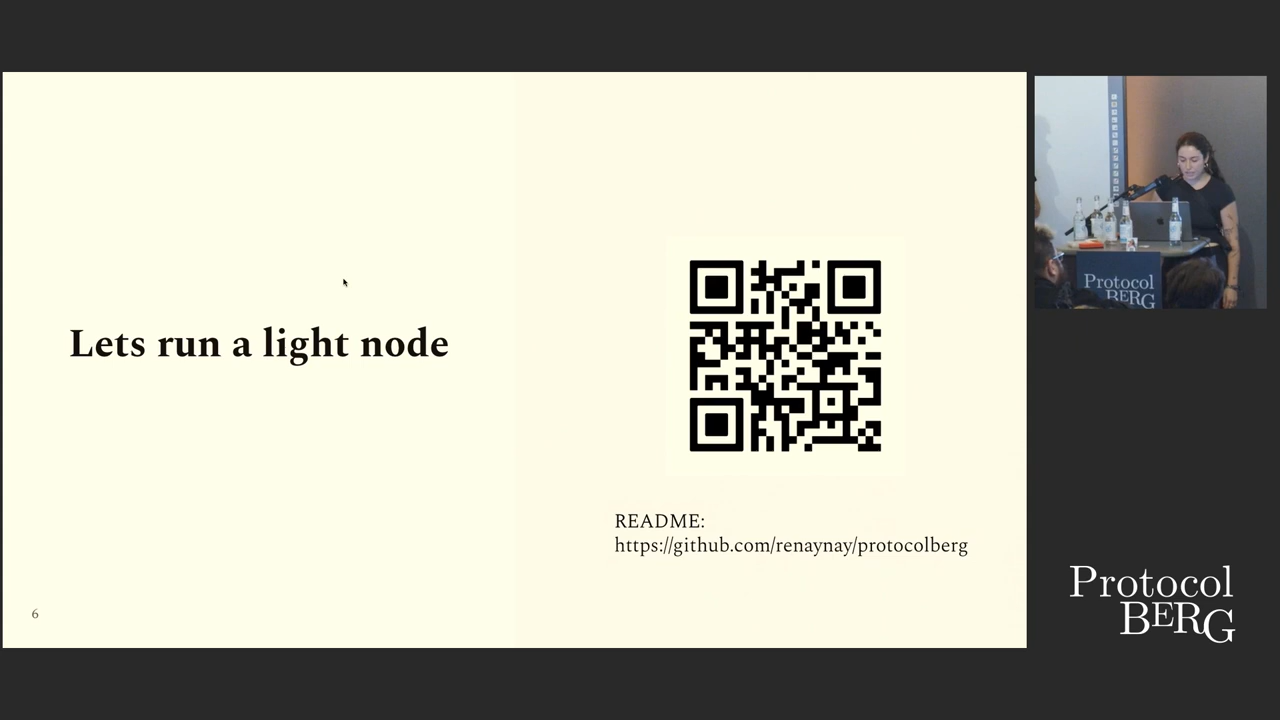 Lets run a light node
README:
https://github.com/renaynay/protocolberg
6
Protocol
BERG
Protocol
BERG